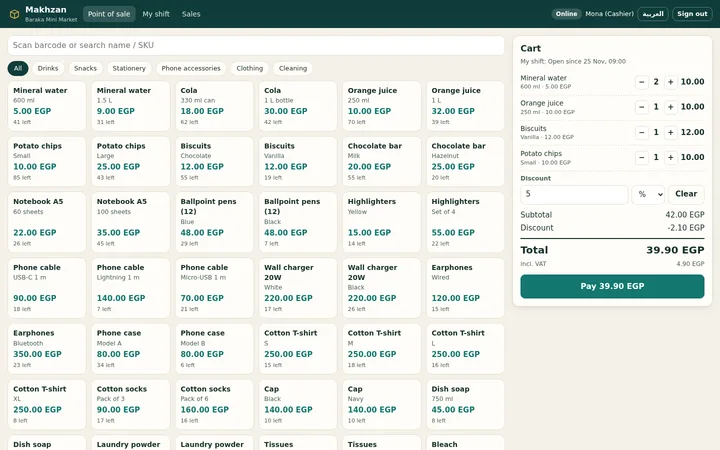 Makhzan
Baraka Mini Market
Point of sale
My shift
Sales
Online
Mona (Cashier)
العربية
Sign out
Scan barcode or search name / SKU
All
Drinks
Snacks
Stationery
Phone accessories
Clothing
Cleaning
Mineral water
600 ml
5.00 EGP
42 left
Mineral water
1.5 L
9.00 EGP
31 left
Cola
330 ml can
18.00 EGP
62 left
Cola
1 L bottle
30.00 EGP
42 left
Orange juice
250 ml
10.00 EGP
70 left
Orange juice
1 L
32.00 EGP
39 left
Potato chips
Small
10.00 EGP
85 left
Potato chips
Large
25.00 EGP
43 left
Biscuits
Chocolate
12.00 EGP
55 left
Biscuits
Vanilla
12.00 EGP
19 left
Chocolate bar
Milk
20.00 EGP
55 left
Chocolate bar
Hazelnut
25.00 EGP
20 left
Notebook A5
60 sheets
22.00 EGP
26 left
Notebook A5
100 sheets
35.00 EGP
45 left
Ballpoint pens
(12)
Blue
48.00 EGP
29 left
Ballpoint pens
(12)
Black
48.00 EGP
7 left
Highlighters
Yellow
15.00 EGP
14 left
Highlighters
Set of 4
55.00 EGP
22 left
Phone cable
USB-C 1 m
90.00 EGP
18 left
Phone cable
Lightning 1 m
140.00 EGP
7 left
Phone cable
Micro-USB 1 m
70.00 EGP
21 left
Wall charger
20W
White
220.00 EGP
17 left
Wall charger
20W
Black
220.00 EGP
26 left
Earphones
Wired
120.00 EGP
15 left
Earphones
Bluetooth
350.00 EGP
23 left
Phone case
Model A
80.00 EGP
34 left
Phone case
Model B
80.00 EGP
6 left
Cotton T-shirt
S
250.00 EGP
15 left
Cotton T-shirt
M
250.00 EGP
18 left
Cotton T-shirt
L
250.00 EGP
16 left
Cotton T-shirt
XL
250.00 EGP
8 left
Cotton socks
Pack of 3
90.00 EGP
17 left
Cotton socks
Pack of 6
160.00 EGP
16 left
Cap
Black
140.00 EGP
10 left
Cap
Navy
140.00 EGP
10 left
Dish soap
750 ml
45.00 EGP
8 left
Dish soap
Laundry powder
Laundry powder
Tissues
Tissues
Bleach
Cart
My shift: Open since 25 Nov, 09:00
Mineral water
600 ml · 5.00 EGP
− 2 + 10.00
Orange juice
250 ml · 10.00 EGP
− 1 + 10.00
Biscuits
Vanilla · 12.00 EGP
− 1 + 12.00
Potato chips
Small · 10.00 EGP
− 1 + 10.00
Discount
5
%
Clear
Subtotal 42.00 EGP
Discount -2.10 EGP
Total 39.90 EGP
incl. VAT 4.90 EGP
Pay 39.90 EGP